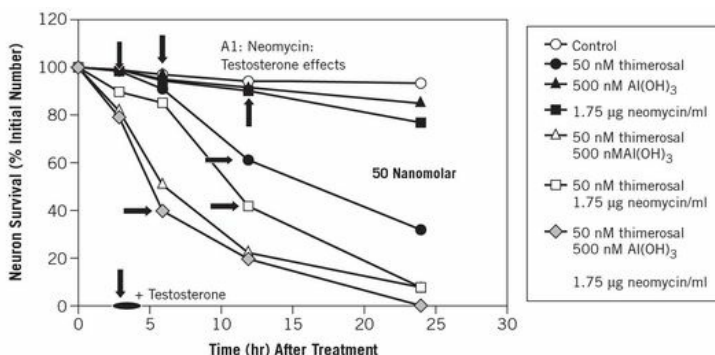 A1: Neomycin:
Testosterone effects
Neuron Survival (% Initial Number)
120
100
80
60
40
20
0
50 Nanomolar
+ Testosterone
0
5
10
15
20
25
30
Time (hr) After Treatment
Control
50 nM thimerosal
500 nM Al(OH)3
1.75 µg neomycin/ml
50 nM thimerosal
500 nMAl(OH)3
50 nM thimerosal
1.75 µg neomycin/ml
50 nM thimerosal
500 nM Al(OH)3
1.75 µg neomycin/ml